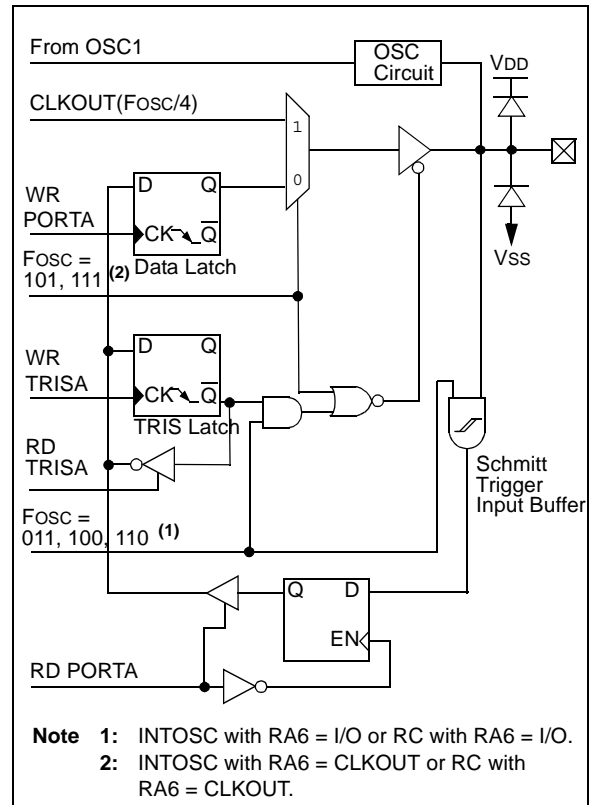 From OSC1
OSC
Circuit
VDD
CLKOUT(FOSC/4)
1
D Q
0
WR
PORTA
CK Q
Data Latch
FOSC =
101, 111 (2)
VSS
D Q
WR
TRISA
CK Q
TRIS Latch
RD
TRISA
Schmitt
Trigger
Input Buffer
FOSC =
011, 100, 110 (1)
Q D
EN
RD PORTA
Note 1: INTOSC with RA6 = I/O or RC with RA6 = I/O.
2: INTOSC with RA6 = CLKOUT or RC with
RA6 = CLKOUT.